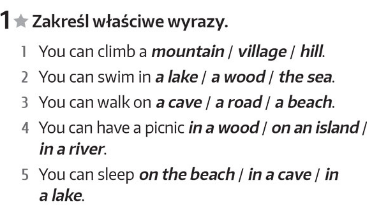 1 ★ Zakreśl właściwe wyrazy.
1 You can climb a mountain / village / hill.
2 You can swim in a lake / a wood / the sea.
3 You can walk on a cave / a road / a beach.
4 You can have a picnic in a wood / on an island /
in a river.
5 You can sleep on the beach / in a cave / in
a lake.